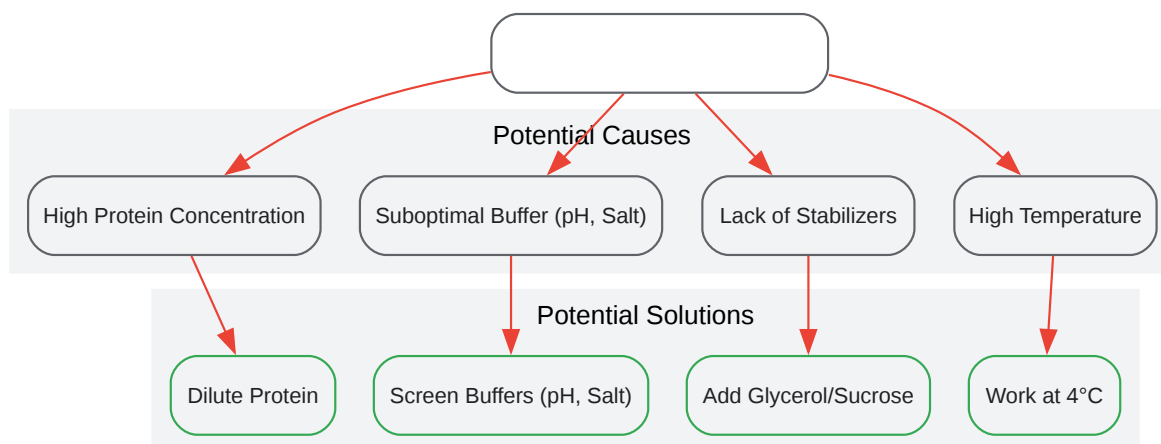 Potential Causes
High Protein Concentration
Suboptimal Buffer (pH, Salt)
Lack of Stabilizers
High Temperature
Potential Solutions
Dilute Protein
Screen Buffers (pH, Salt)
Add Glycerol/Sucrose
Work at 4°C